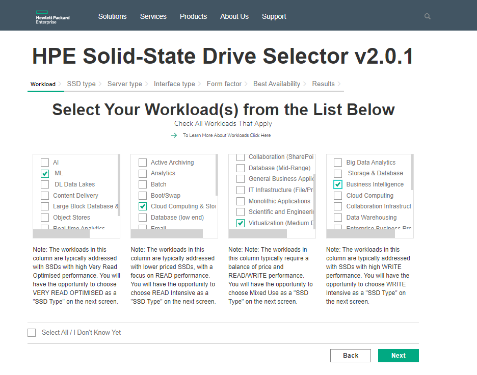 Hewlett Packard
Enterprise
Solutions Services Products About Us Support
HPE Solid-State Drive Selector v2.0.1
Workload SSD type Server type Interface type Form factor Best Availability Results
Select Your Workload(s) from the List Below
Check All Workloads That Apply
To Learn More About Workloads Click Here
AI
ML
DL Data Lakes
Content Delivery
Large Block Database &
Object Stores
Real-time Analytics
Note: The workloads in this
column are typically addressed
with SSDs with high Very Read
Optimised performance. You will
have the opportunity to choose
VERY READ OPTIMISED as a
"SSD Type" on the next screen.
Active Archiving
Analytics
Batch
Boot/Swap
Cloud Computing & Stor
Database (low end)
Email
Note: The workloads in this
column are typically addressed with
lower priced SSDs, with a
focus on READ performance.
You will have the opportunity to
choose READ Intensive as a
"SSD Type" on the next screen.
Collaboration (SharePoi
Database (Mid-Range)
General Business Appli
IT Infrastructure (File/Pr
Monolithic Applications
Scientific and Engineeri
Virtualization (Medium D
Note: Note: The workloads in
this column typically require a
balance of price and
READ/WRITE performance.
You will have the opportunity to
choose Mixed Use as a "SSD
Type" on the next screen.
Big Data Analytics
Storage & Database
Business Intelligence
Cloud Computing
Collaboration Infrastruct
Data Warehousing
Enterprise Business Pro
Note: The workloads in this
column are typically addressed
with SSDs with high WRITE
performance. You will have the
opportunity to choose WRITE
Intensive as a "SSD Type" on
the next screen.
Select All / I Don't Know Yet
Back Next